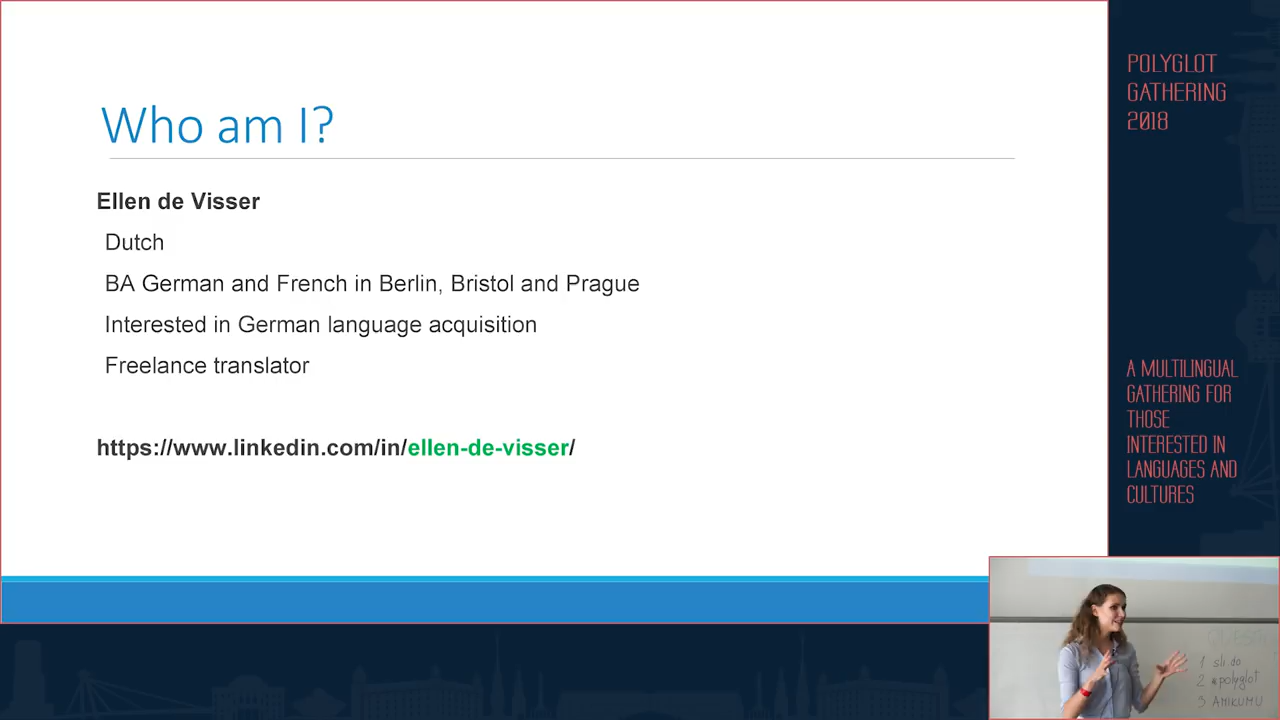 Who am I?
Ellen de Visser
Dutch
BA German and French in Berlin, Bristol and Prague
Interested in German language acquisition
Freelance translator
https://www.linkedin.com/in/ellen-de-visser/
POLYGLOT
GATHERING
2018
A MULTILINGUAL
GATHERING FOR
THOSE
INTERESTED IN
LANGUAGES AND
CULTURES
1 sli.do
2 #polyglot
3 AMIKUMU